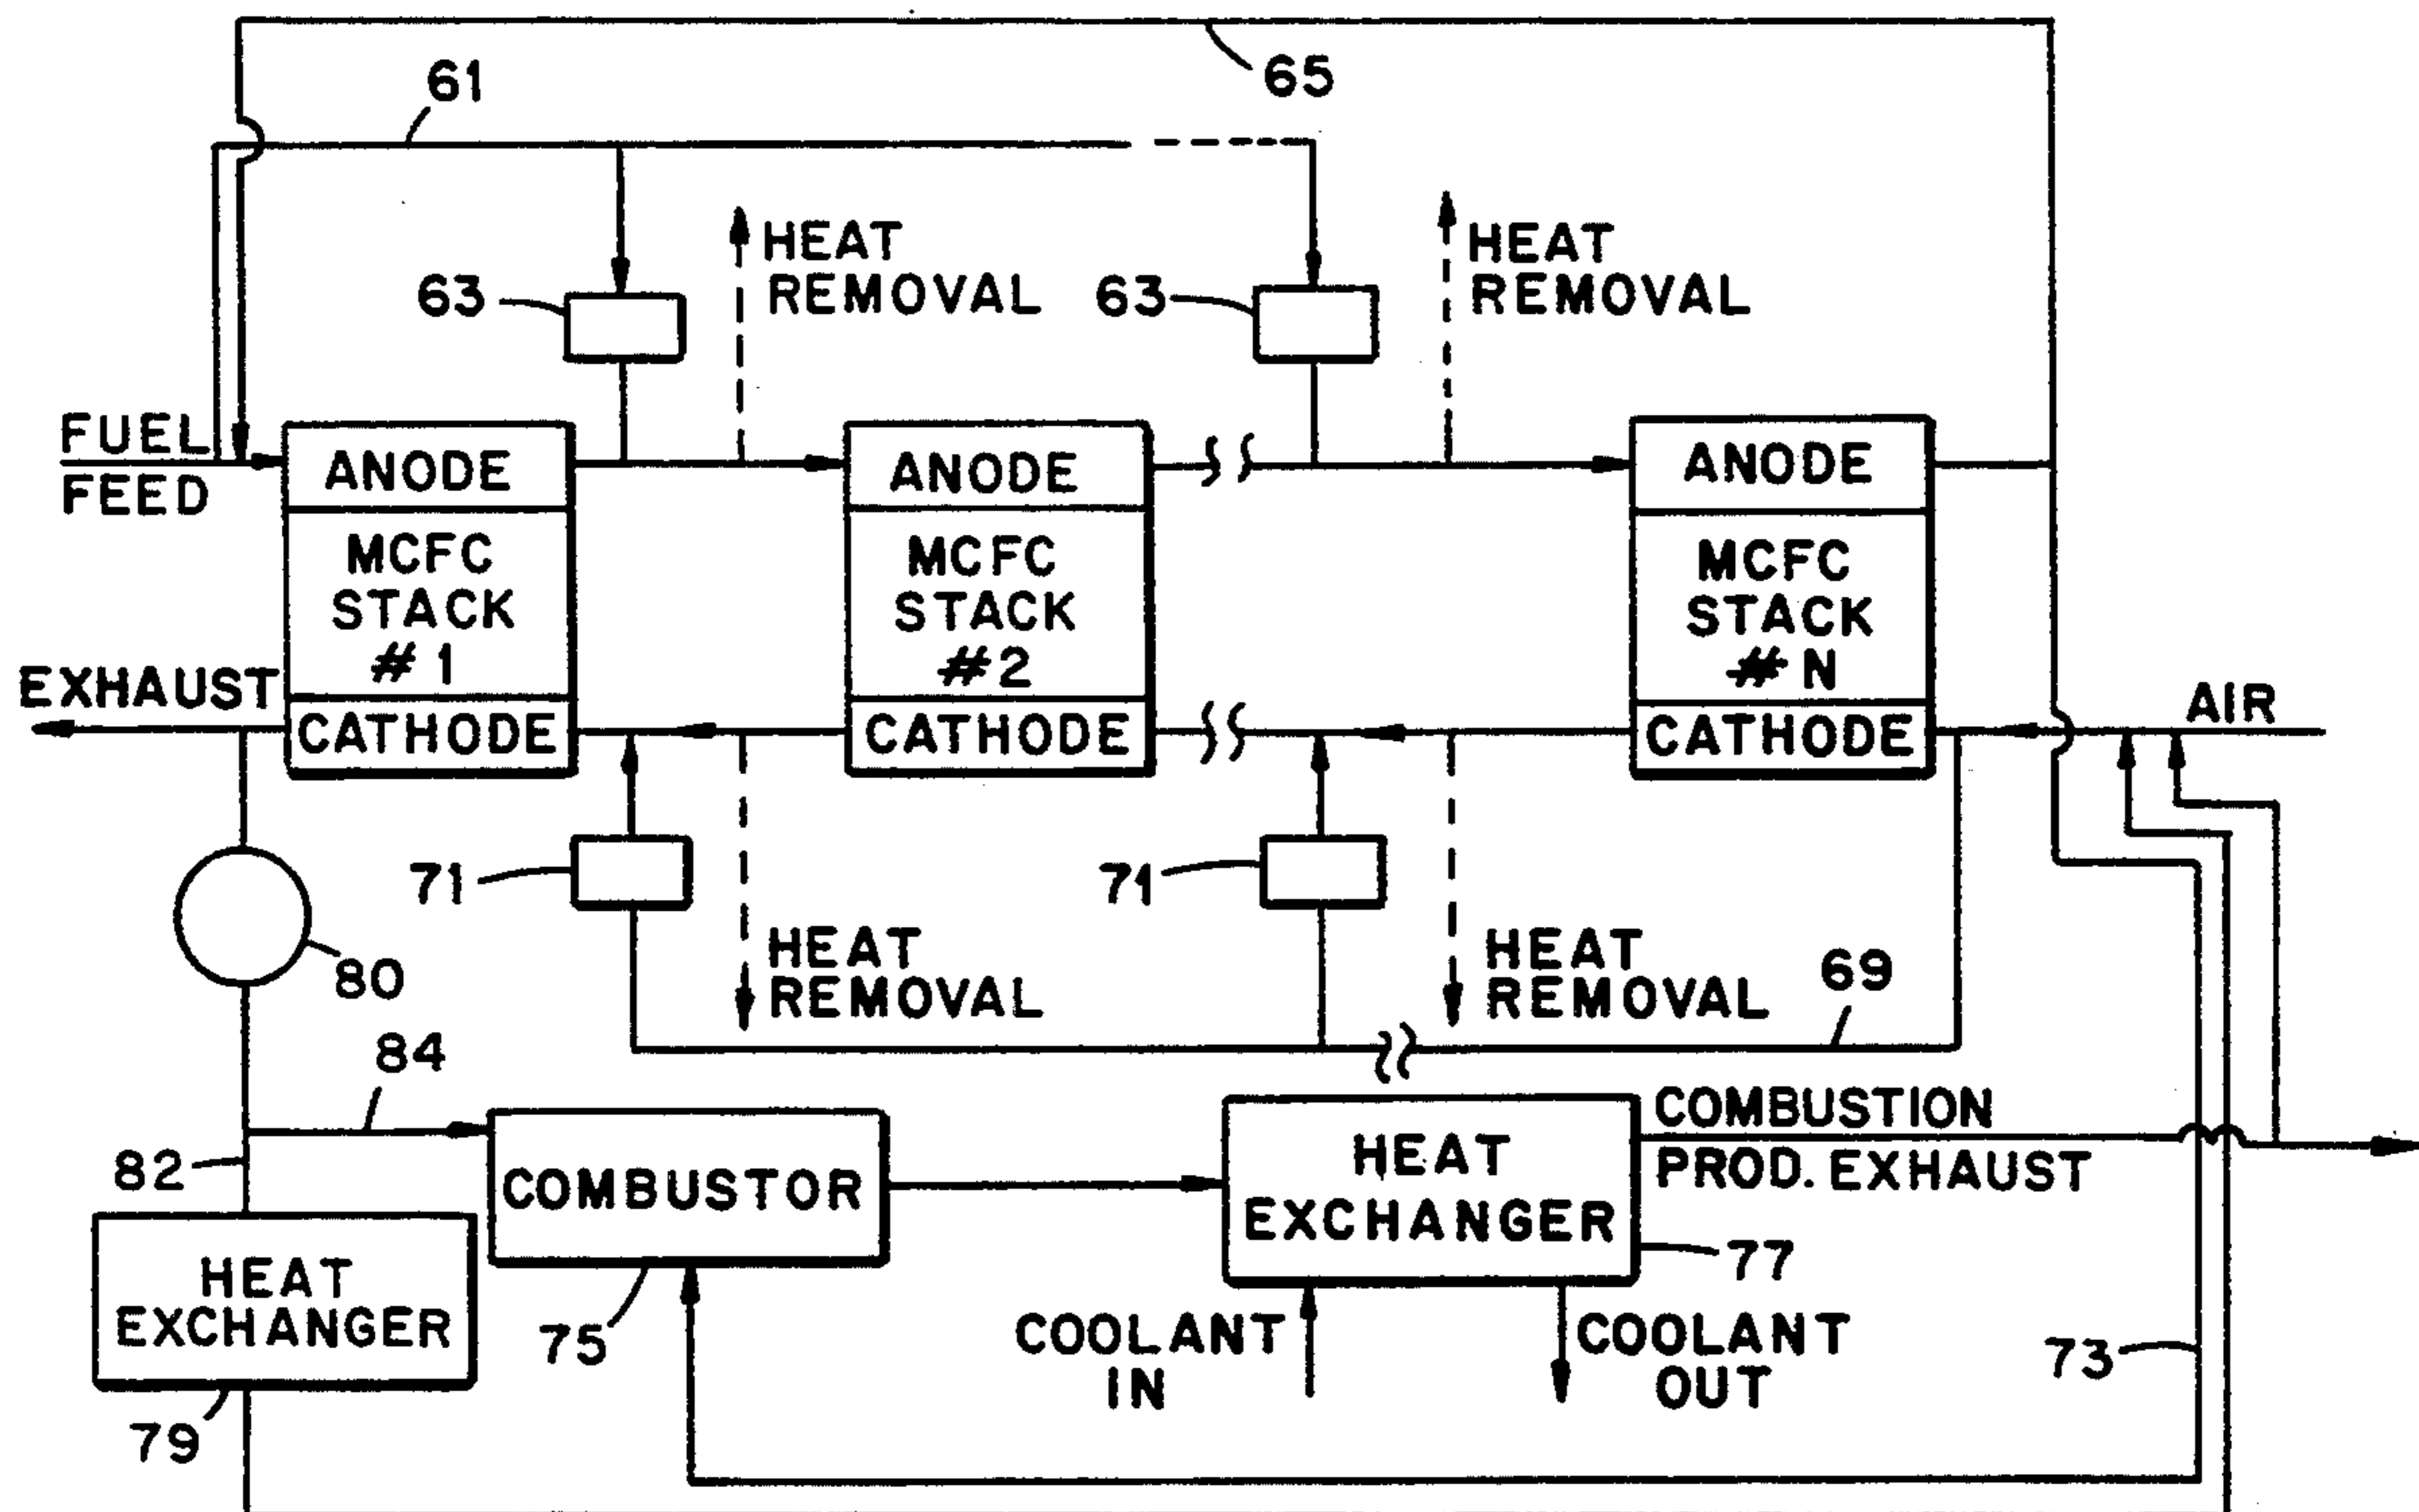 65
61
HEAT
REMOVAL
HEAT
REMOVAL
63
63
FUEL
FEED
ANODE
MCFC
STACK
#1
CATHODE
ANODE
MCFC
STACK
#2
CATHODE
ANODE
MCFC
STACK
#N
CATHODE
EXHAUST
AIR
71
71
80
HEAT
REMOVAL
HEAT
REMOVAL
69
84
82
COMBUSTOR
75
HEAT
EXCHANGER
77
COMBUSTION
PROD. EXHAUST
HEAT
EXCHANGER
79
COOLANT
IN
COOLANT
OUT
73